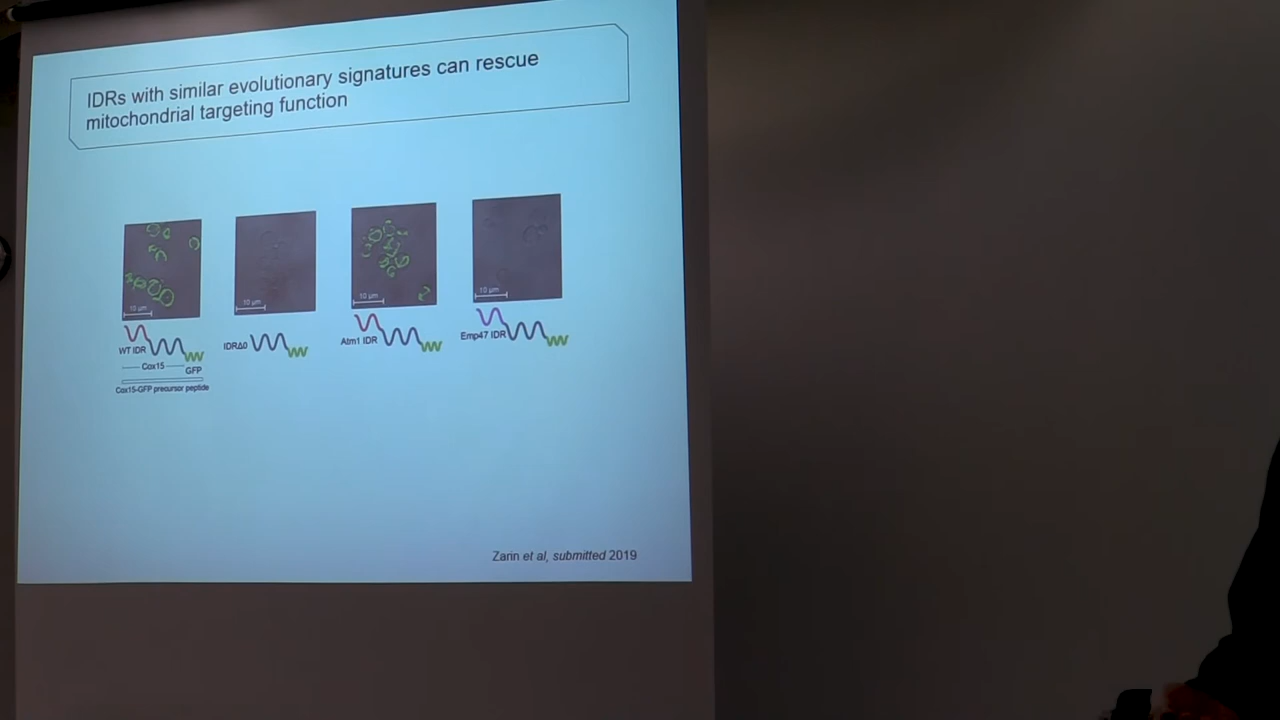 IDRs with similar evolutionary signatures can rescue
mitochondrial targeting function
10 μm
10 μm
10 μm
10 μm
WT IDR
IDRΔ0
Atm1 IDR
Emp47 IDR
Cox15
GFP
Cox15-GFP precursor peptide
Zarin et al, submitted 2019